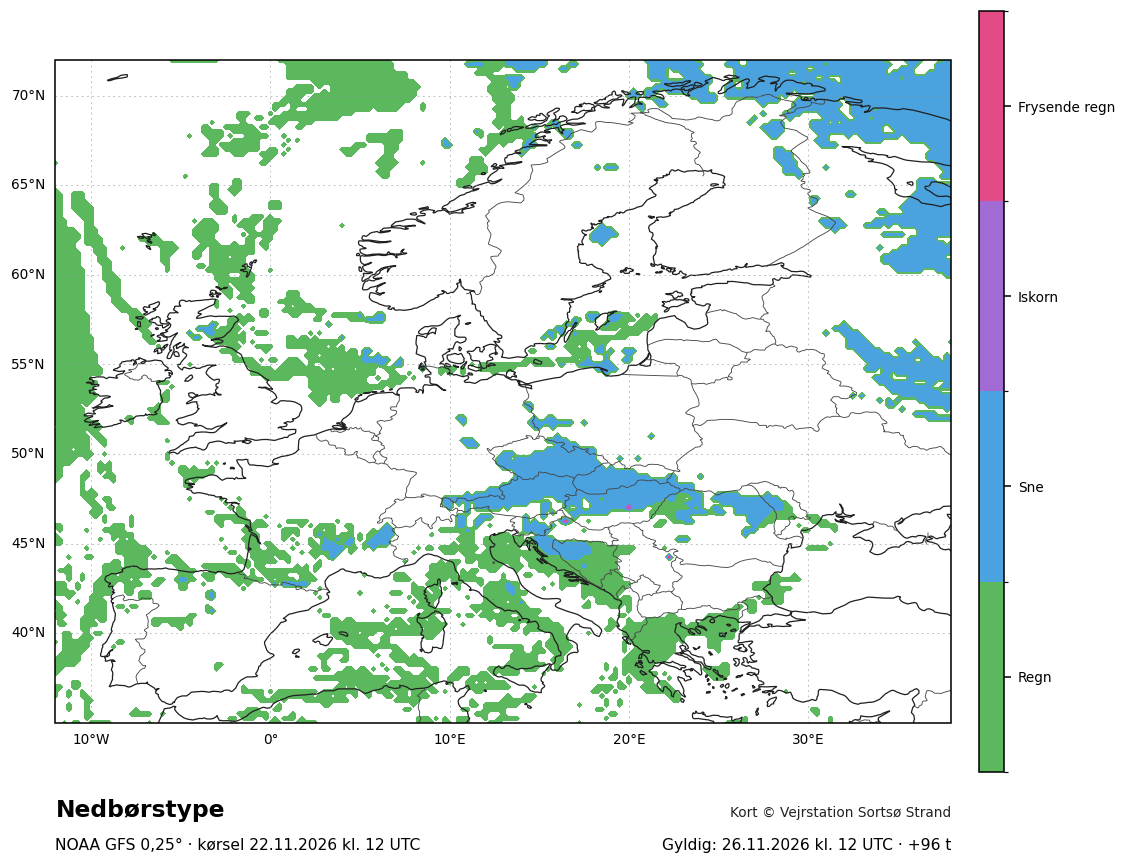 70°N
65°N
60°N
55°N
50°N
45°N
40°N
10°W
0°
10°E
20°E
30°E
Frysende regn
Iskorn
Sne
Regn
Nedbørstype
Kort © Vejrstation Sortsø Strand
NOAA GFS 0,25° · kørsel 22.11.2026 kl. 12 UTC
Gyldig: 26.11.2026 kl. 12 UTC · +96 t